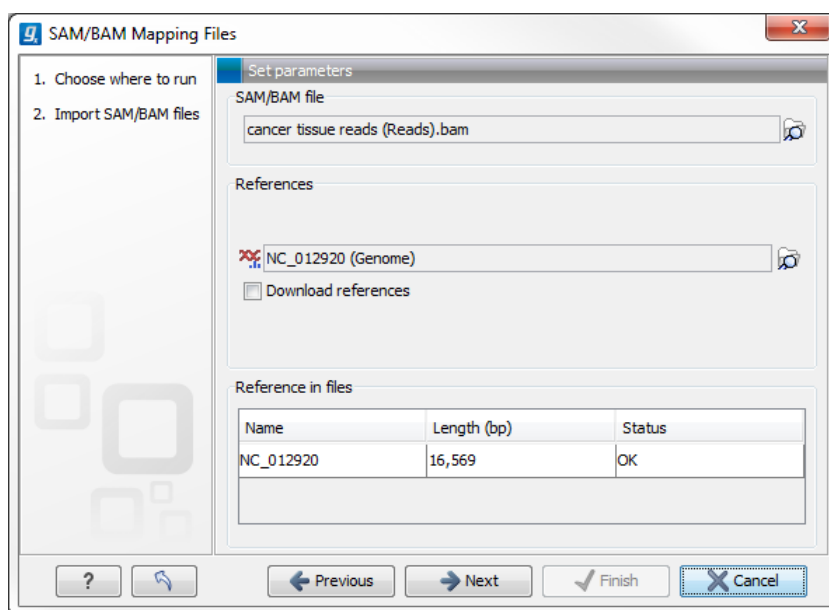 SAM/BAM Mapping Files
1. Choose where to run
2. Import SAM/BAM files
Set parameters
SAM/BAM file
cancer tissue reads (Reads).bam
References
NC_012920 (Genome)
Download references
Reference in files
Name Length (bp) Status
NC_012920 16,569 OK
? Previous Next Finish Cancel